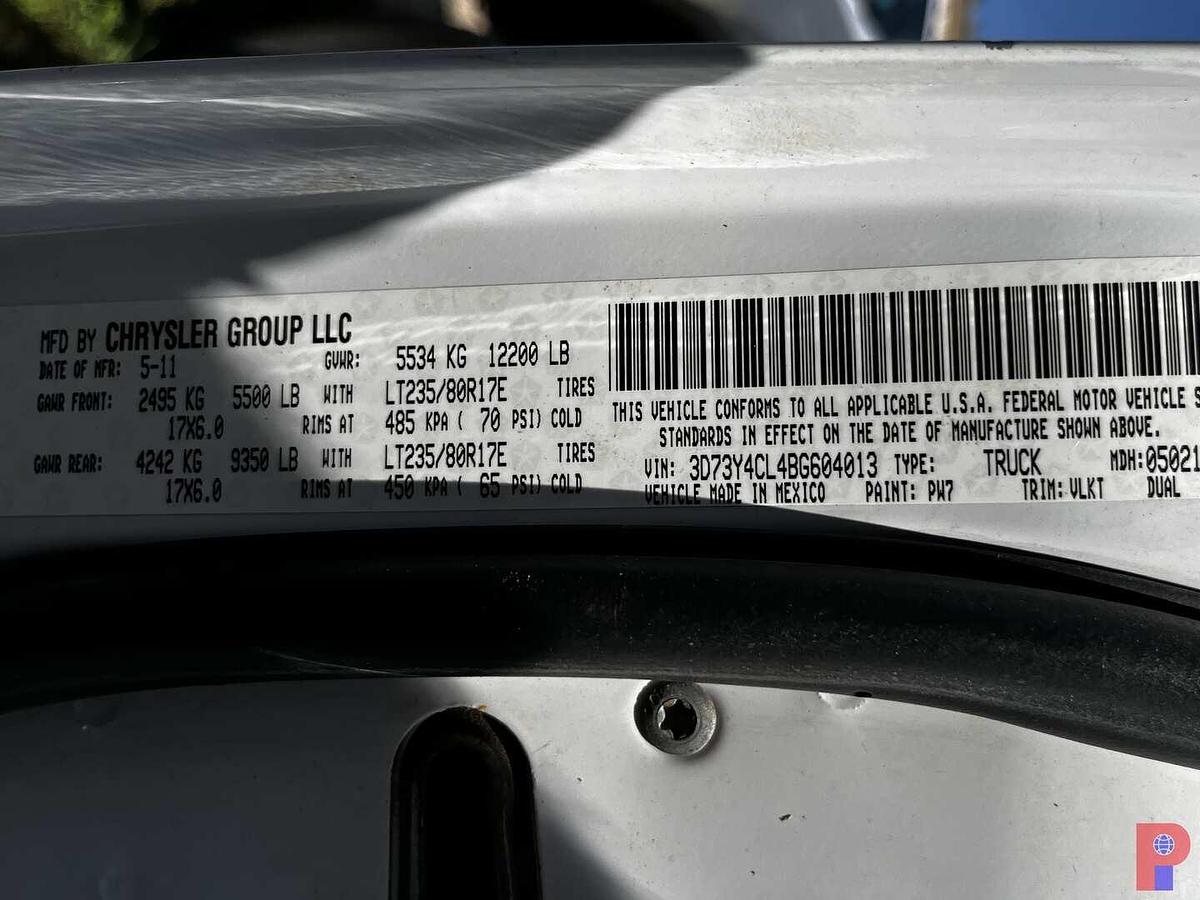 MFD BY CHRYSLER GROUP LLC
DATE OF MFR: 5-11 GVWR: 5534 KG 12200 LB
GAWR FRONT: 2495 KG 5500 LB WITH LT235/80R17E TIRES
17X6.0 RIMS AT 485 KPA ( 70 PSI) COLD
GAWR REAR: 4242 KG 9350 LB WITH LT235/80R17E TIRES
17X6.0 RIMS AT 450 KPA ( 65 PSI) COLD
THIS VEHICLE CONFORMS TO ALL APPLICABLE U.S.A. FEDERAL MOTOR VEHICLE S
STANDARDS IN EFFECT ON THE DATE OF MANUFACTURE SHOWN ABOVE.
VIN: 3D73Y4CL4BG604013 TYPE: TRUCK MDH: 05021
VEHICLE MADE IN MEXICO PAINT: PW7 TRIM: VLKT DUAL